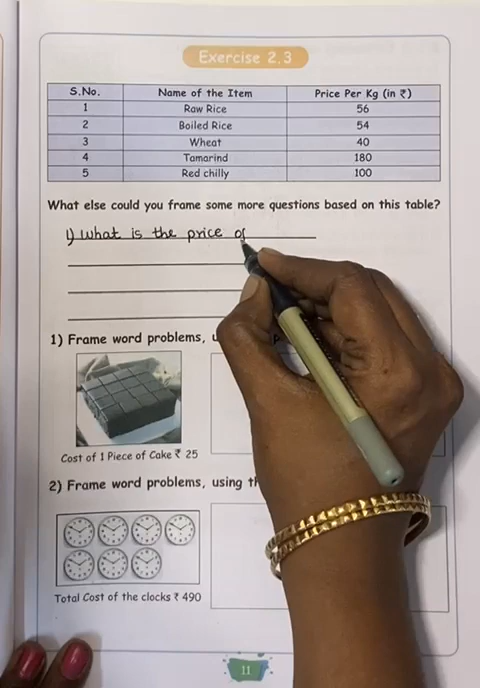 Exercise 2.3
S.No. Name of the Item Price Per Kg (in ₹)
1 Raw Rice 56
2 Boiled Rice 54
3 Wheat 40
4 Tamarind 180
5 Red chilly 100
What else could you frame some more questions based on this table?
1) What is the price of
1) Frame word problems,
Cost of 1 Piece of Cake ₹ 25
2) Frame word problems, using
Total Cost of the clocks ₹ 490
11